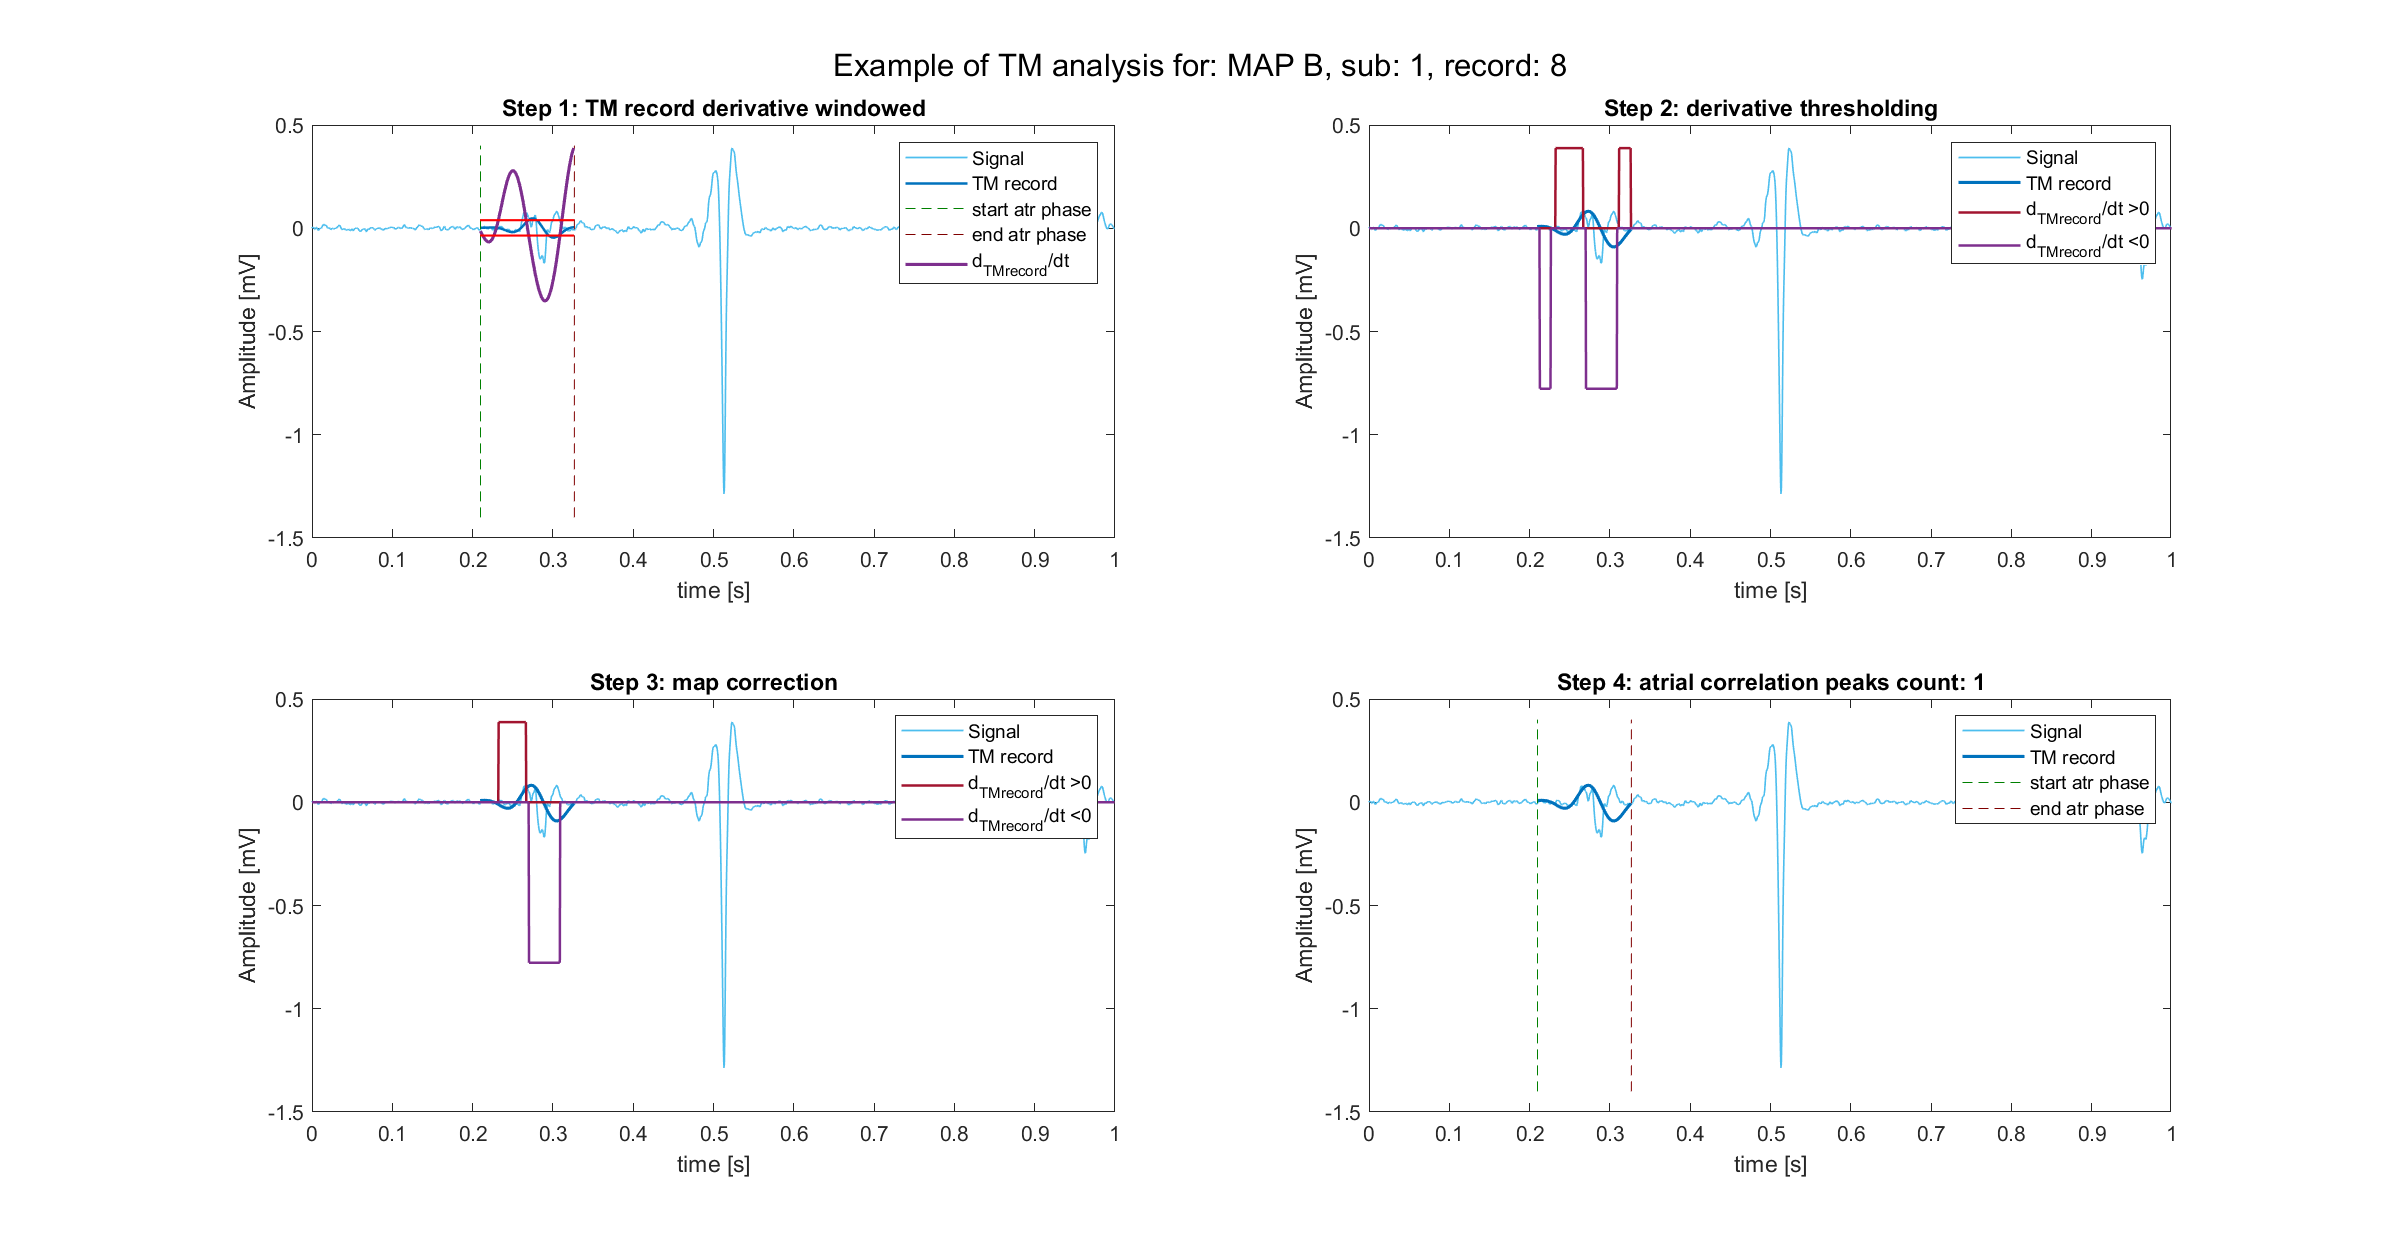 Example of TM analysis for: MAP B, sub: 1, record: 8
Step 1: TM record derivative windowed
0.5
0
-0.5
-1
-1.5
Amplitude [mV]
0 0.1 0.2 0.3 0.4 0.5 0.6 0.7 0.8 0.9 1
time [s]
Signal
TM record
start atr phase
end atr phase
dTMrecord/dt
Step 2: derivative thresholding
0.5
0
-0.5
-1
-1.5
Amplitude [mV]
0 0.1 0.2 0.3 0.4 0.5 0.6 0.7 0.8 0.9 1
time [s]
Signal
TM record
dTMrecord/dt >0
dTMrecord/dt <0
Step 3: map correction
0.5
0
-0.5
-1
-1.5
Amplitude [mV]
0 0.1 0.2 0.3 0.4 0.5 0.6 0.7 0.8 0.9 1
time [s]
Signal
TM record
dTMrecord/dt >0
dTMrecord/dt <0
Step 4: atrial correlation peaks count: 1
0.5
0
-0.5
-1
-1.5
Amplitude [mV]
0 0.1 0.2 0.3 0.4 0.5 0.6 0.7 0.8 0.9 1
time [s]
Signal
TM record
start atr phase
end atr phase